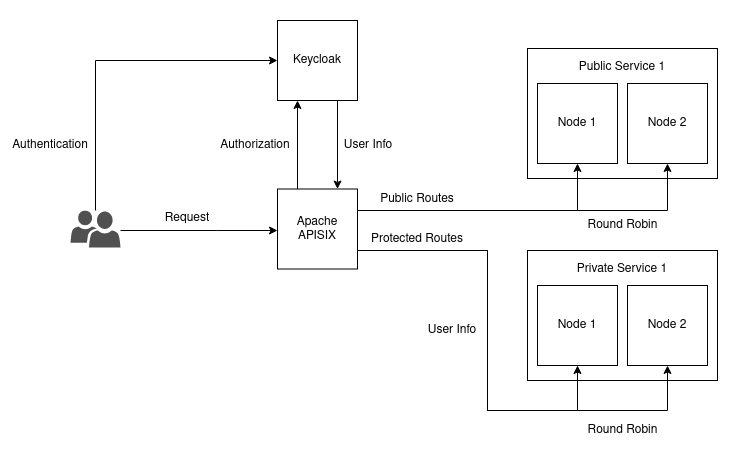 Keycloak
Public Service 1
Node 1
Node 2
Authentication
Authorization
User Info
Public Routes
Request
Apache
APISIX
Round Robin
Protected Routes
Private Service 1
Node 1
Node 2
User Info
Round Robin